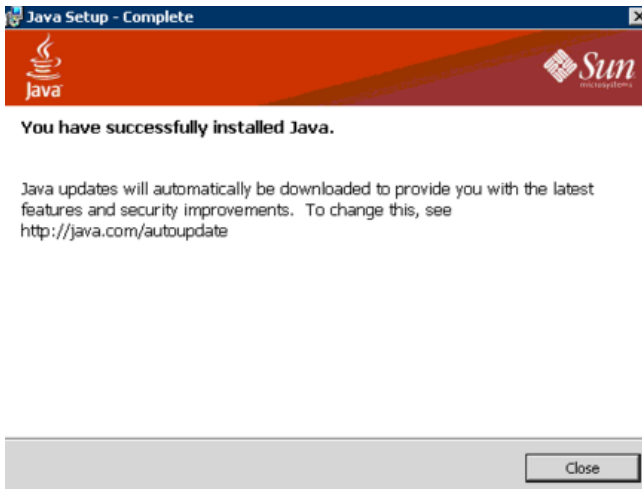 Java Setup - Complete
Java
Sun
microsystems
You have successfully installed Java.
Java updates will automatically be downloaded to provide you with the latest
features and security improvements. To change this, see
http://java.com/autoupdate
Close